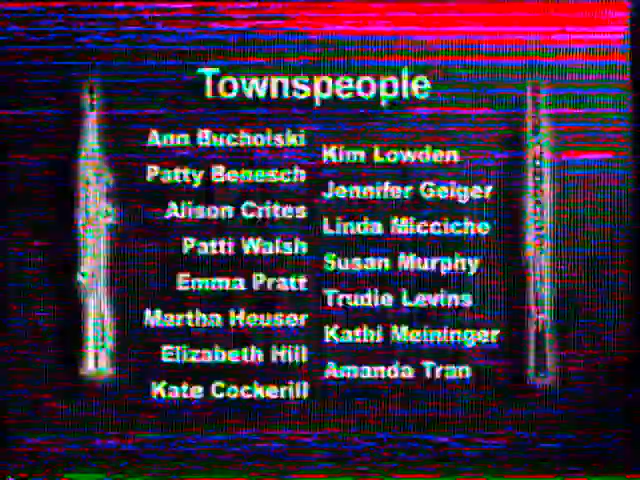 Townspeople
Ann Bucholski
Kim Lowden
Patty Benesch
Jennifer Geiger
Alison Crites
Linda Micciche
Patti Walsh
Susan Murphy
Emma Pratt
Trudie Levins
Martha Heuser
Kathi Meininger
Elizabeth Hill
Amanda Tran
Kate Cockerill